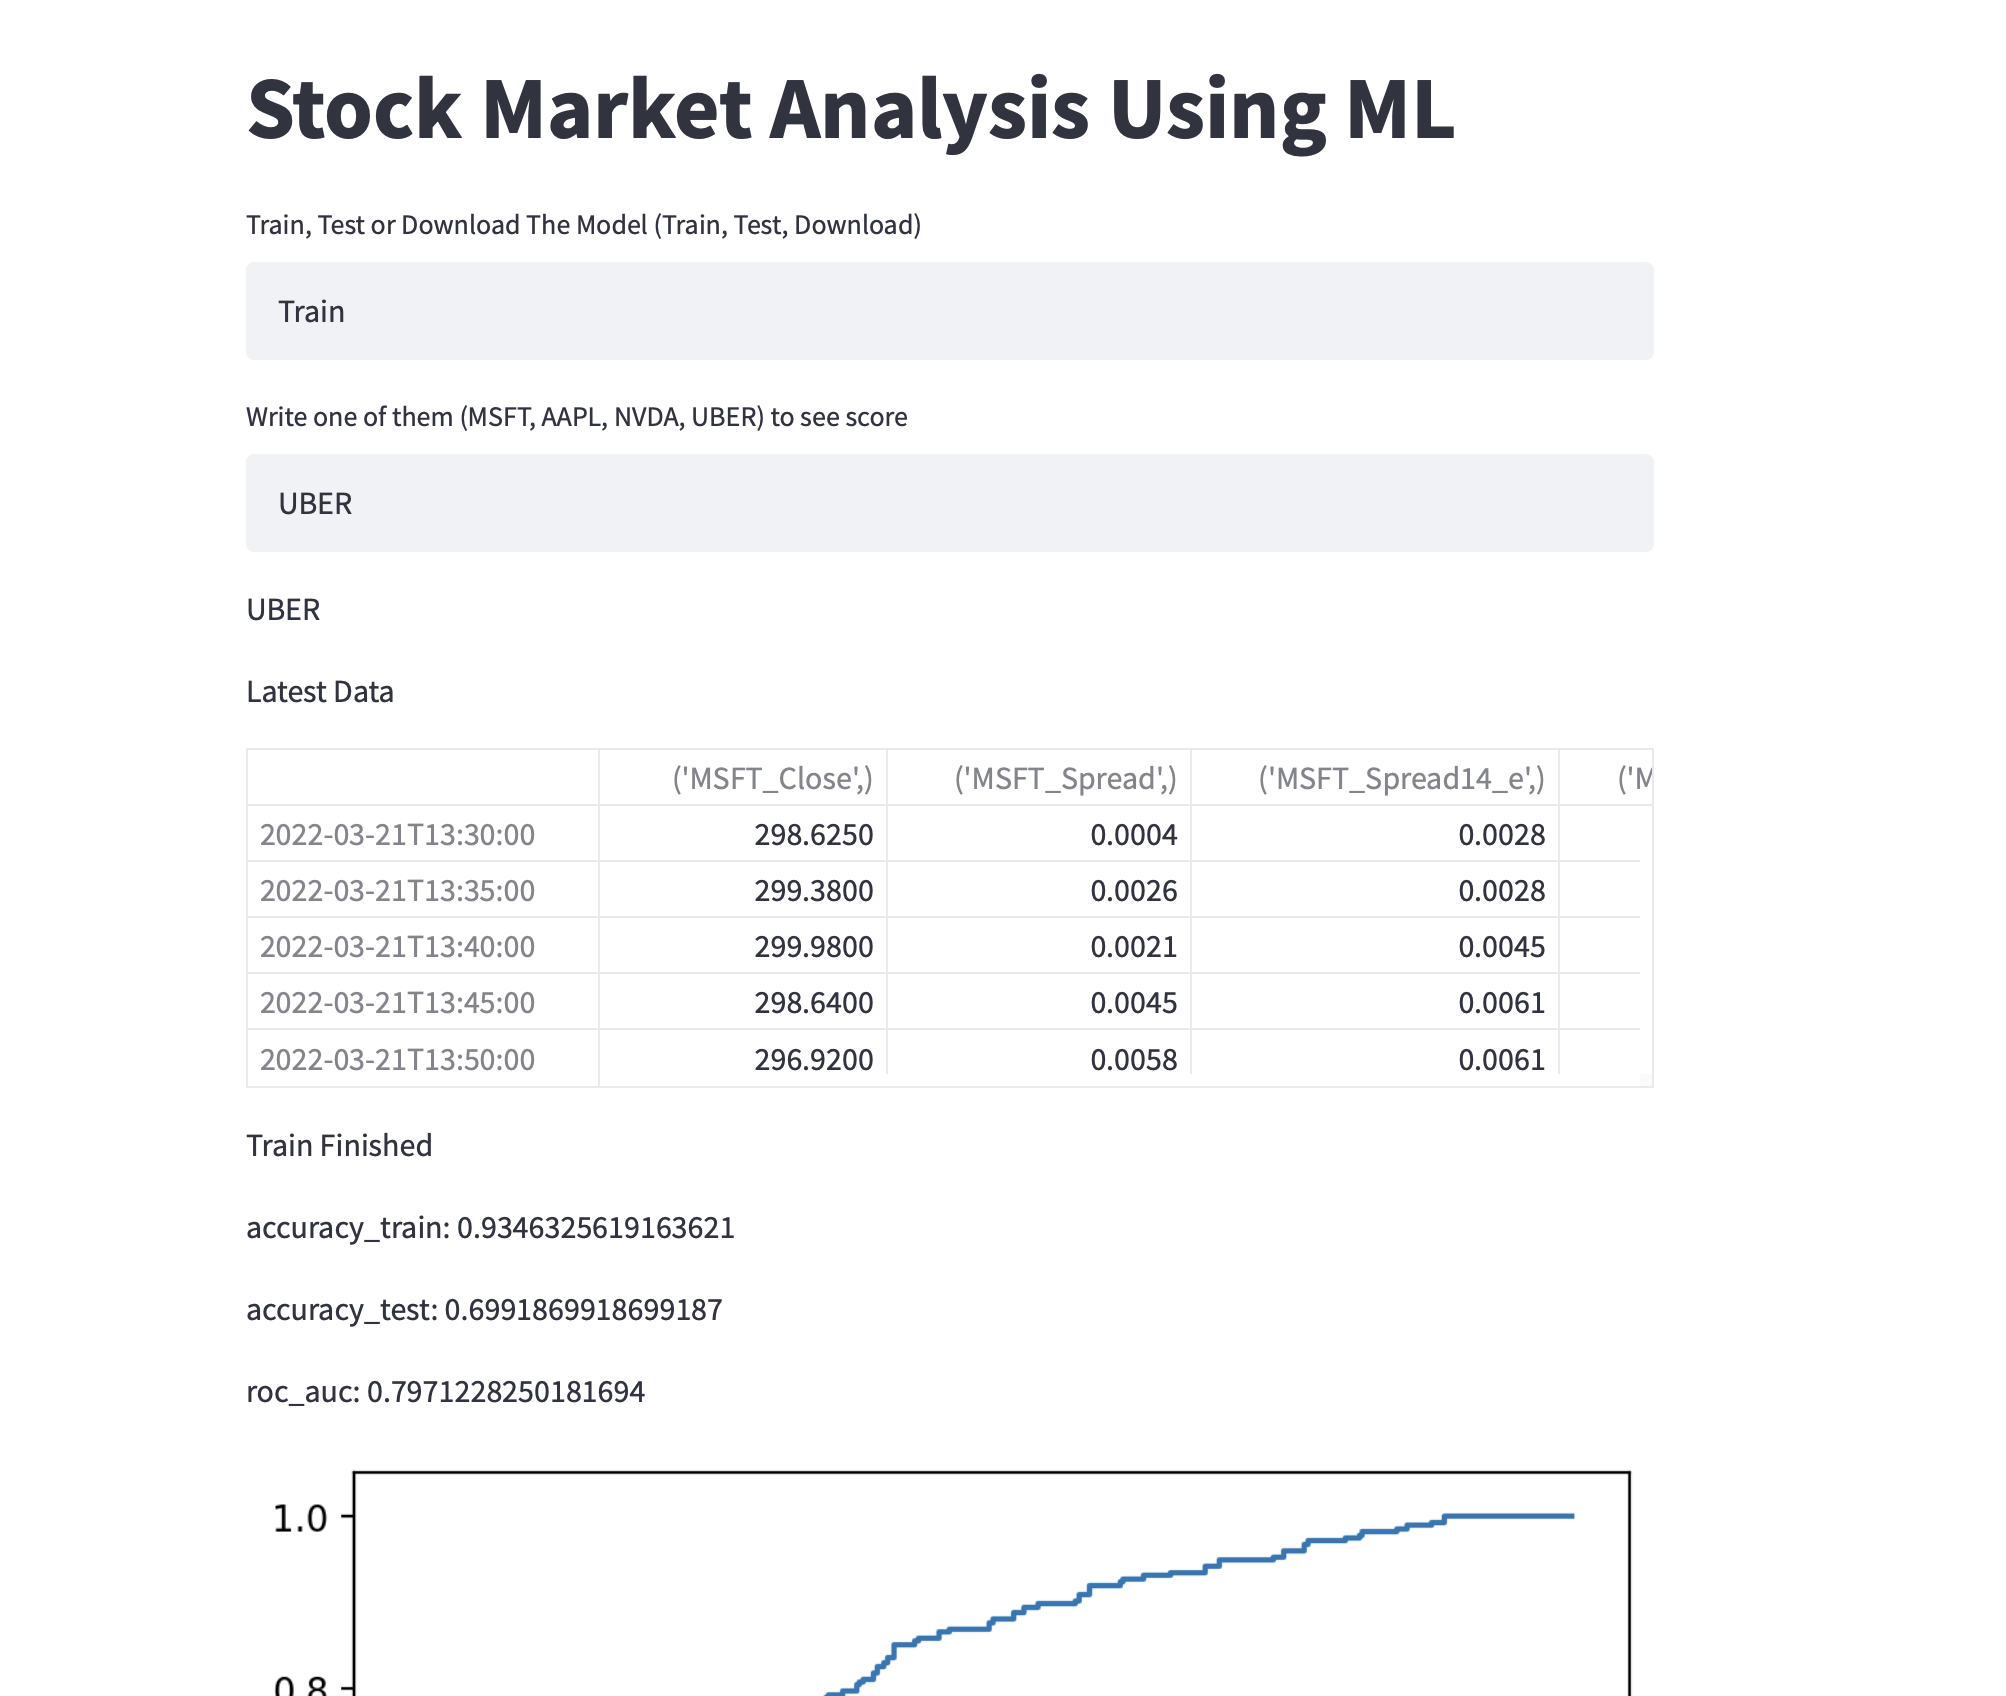 Stock Market Analysis Using ML
Train, Test or Download The Model (Train, Test, Download)
Train
Write one of them (MSFT, AAPL, NVDA, UBER) to see score
UBER
UBER
Latest Data
('MSFT_Close',) ('MSFT_Spread',) ('MSFT_Spread14_e',) ('M
2022-03-21T13:30:00 298.6250 0.0004 0.0028
2022-03-21T13:35:00 299.3800 0.0026 0.0028
2022-03-21T13:40:00 299.9800 0.0021 0.0045
2022-03-21T13:45:00 298.6400 0.0045 0.0061
2022-03-21T13:50:00 296.9200 0.0058 0.0061
Train Finished
accuracy_train: 0.9346325619163621
accuracy_test: 0.6991869918699187
roc_auc: 0.7971228250181694
1.0
0.8